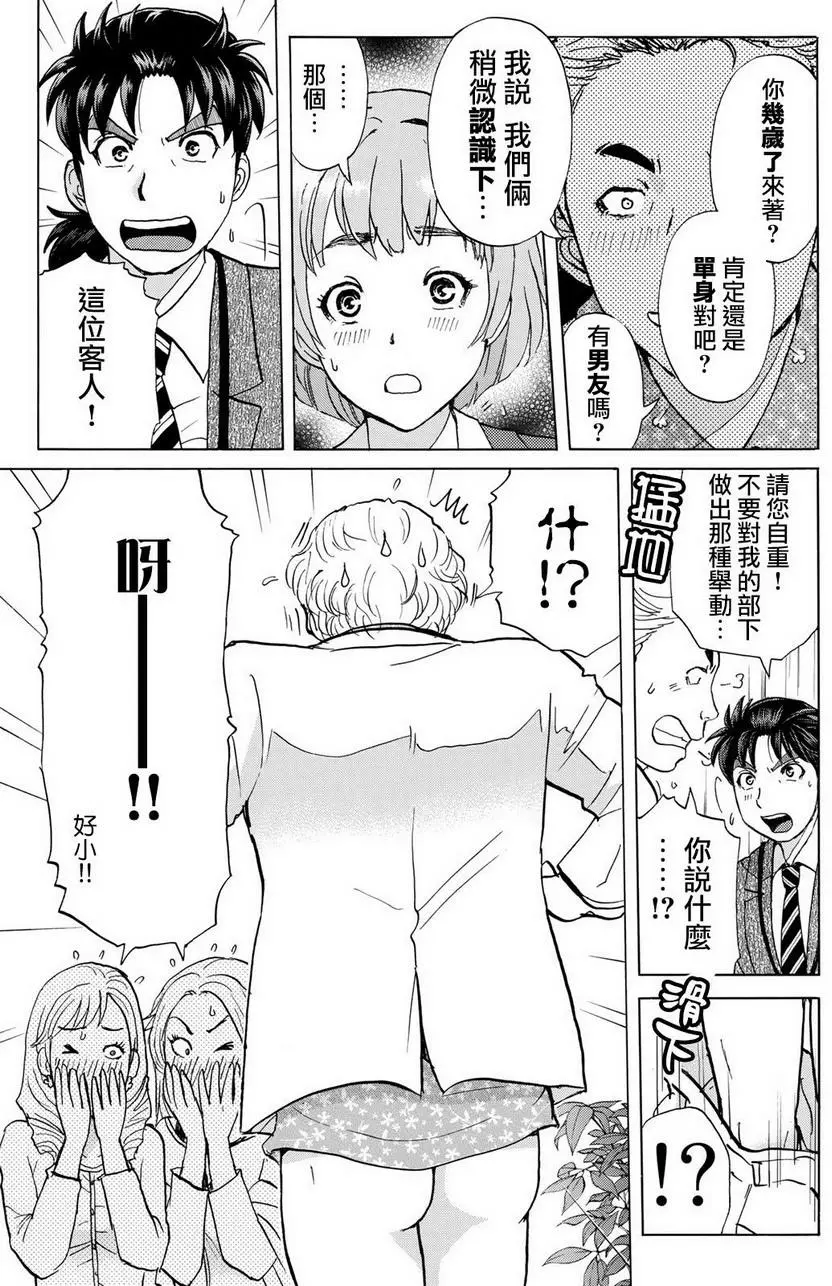 你幾歲了來著?
肯定還是
單身對吧?
有男友嗎?
我説 我們倆
稍微認識下…
……
那個…
這位客人!
請您自重!
不要對我的部下
做出那種舉動…
猛首
你説什麼
……!?
滑下
!?
什!?
呀——!!
好小!!